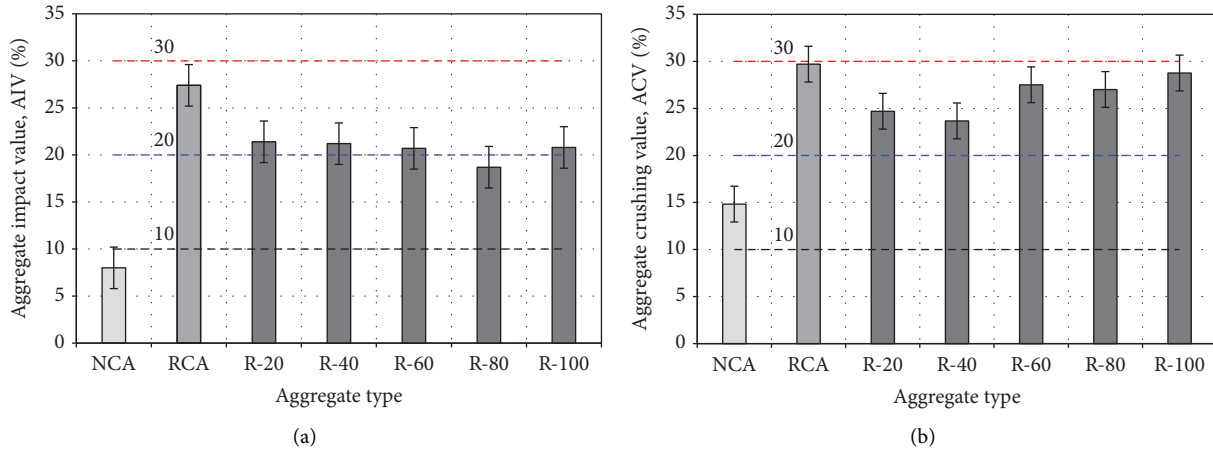 35
30
25
20
15
10
5
0
Aggregate impact value, AIV (%)
30
20
10
NCA RCA R-20 R-40 R-60 R-80 R-100
Aggregate type
(a)
35
30
25
20
15
10
5
0
Aggregate crushing value, ACV (%)
30
20
10
NCA RCA R-20 R-40 R-60 R-80 R-100
Aggregate type
(b)